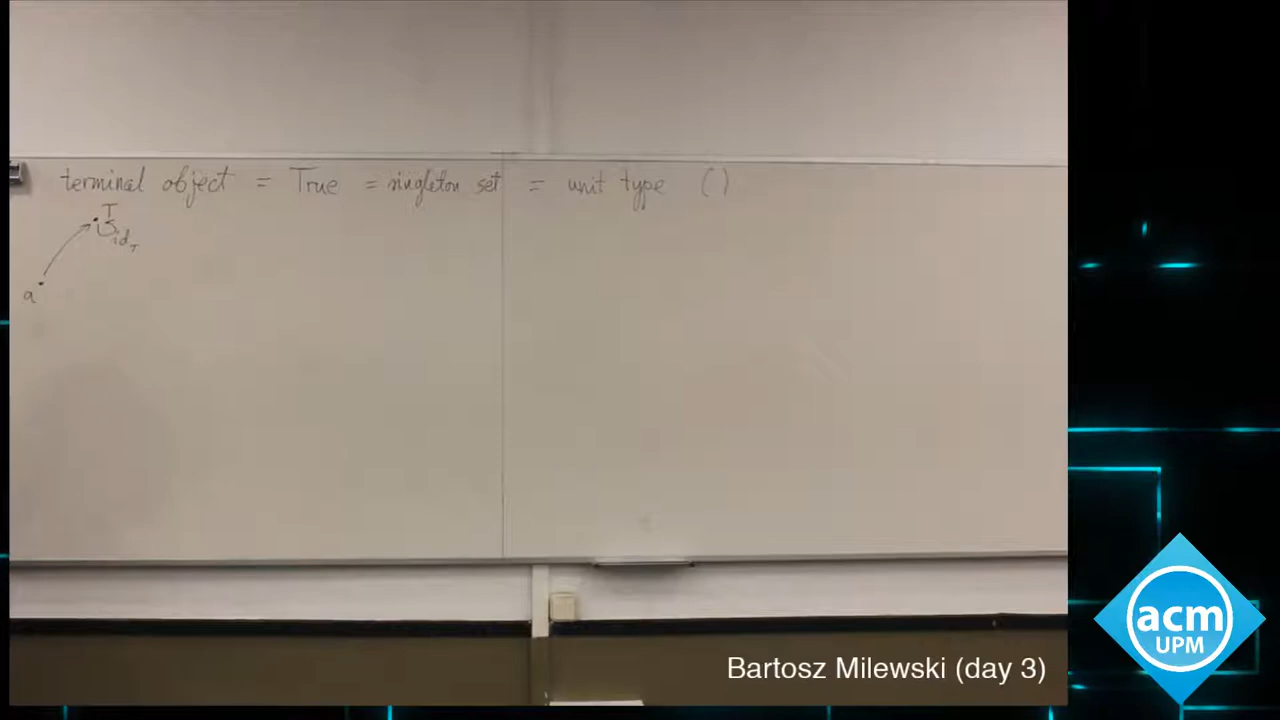 terminal object = True = singleton set = unit type ()
T
id_T
a
acm
UPM
Bartosz Milewski (day 3)